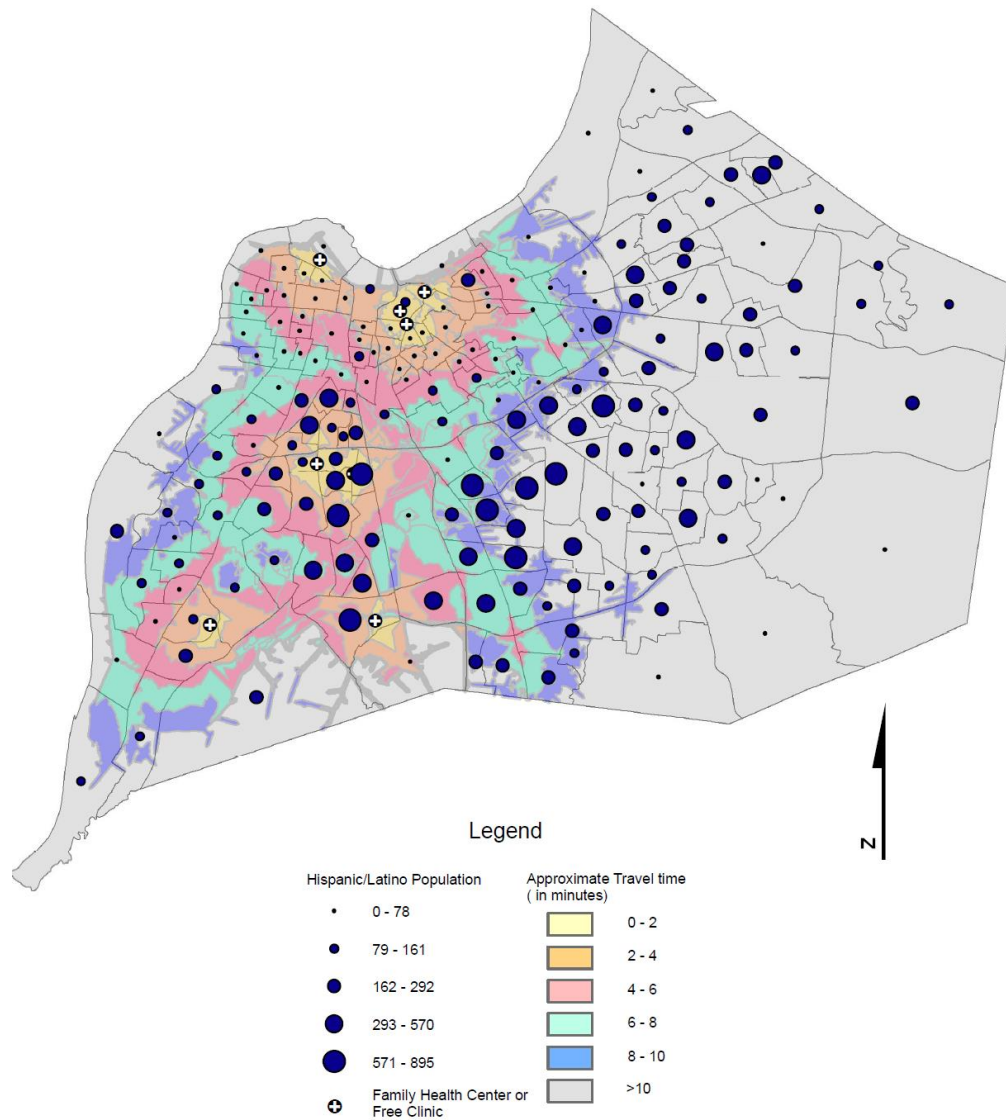 N
Legend
Hispanic/Latino Population
0 - 78
79 - 161
162 - 292
293 - 570
571 - 895
Family Health Center or
Free Clinic
Approximate Travel time
( in minutes)
0 - 2
2 - 4
4 - 6
6 - 8
8 - 10
>10